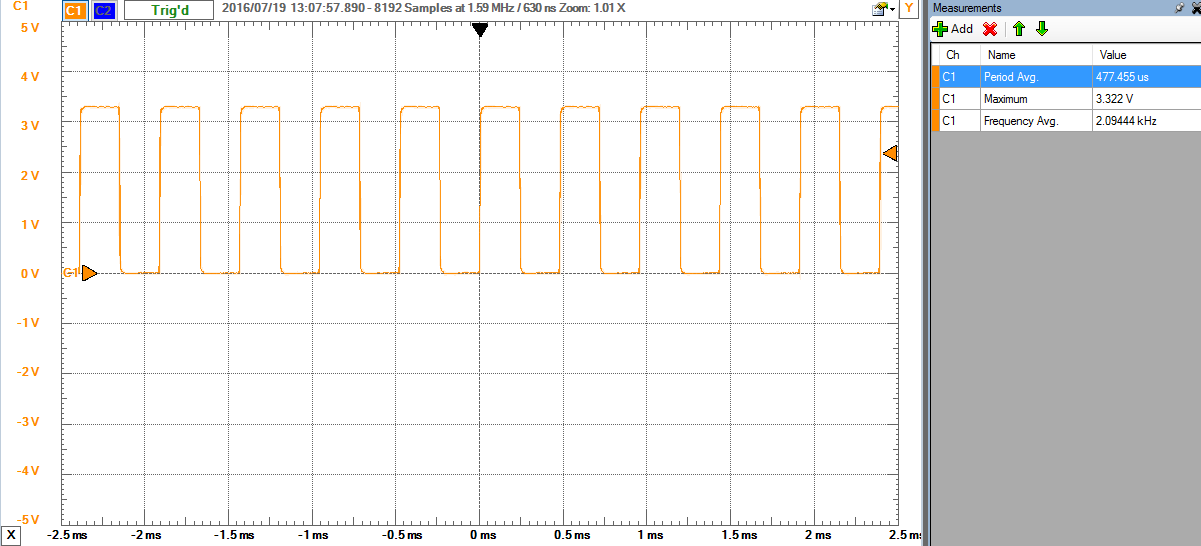 C1
C1 C2 Trig'd 2016/07/19 13:07:57.890 - 8192 Samples at 1.59 MHz / 630 ns Zoom: 1.01 X Y
5 V
4 V
3 V
2 V
1 V
0 V
C1
-1 V
-2 V
-3 V
-4 V
-5 V
X -2.5 ms -2 ms -1.5 ms -1 ms -0.5 ms 0 ms 0.5 ms 1 ms 1.5 ms 2 ms 2.5 ms
Measurements
Add
Ch Name Value
C1 Period Avg. 477.455 us
C1 Maximum 3.322 V
C1 Frequency Avg. 2.09444 kHz